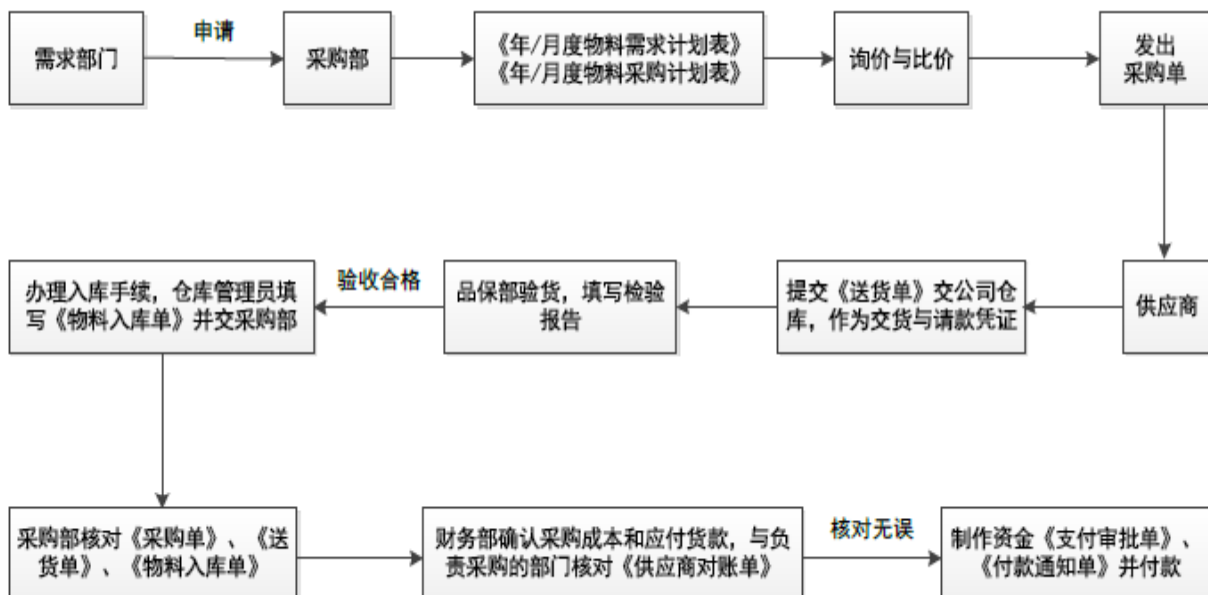 申请
需求部门
采购部
《年/月度物料需求计划表》
《年/月度物料采购计划表》
询价与比价
发出
采购单
供应商
提交《送货单》交公司仓
库，作为交货与请款凭证
品保部验货，填写检验
报告
验收合格
办理入库手续，仓库管理员填
写《物料入库单》并交采购部
采购部核对《采购单》、《送
货单》、《物料入库单》
财务部确认采购成本和应付货款，与负
责采购的部门核对《供应商对账单》
核对无误
制作资金《支付审批单》、
《付款通知单》并付款